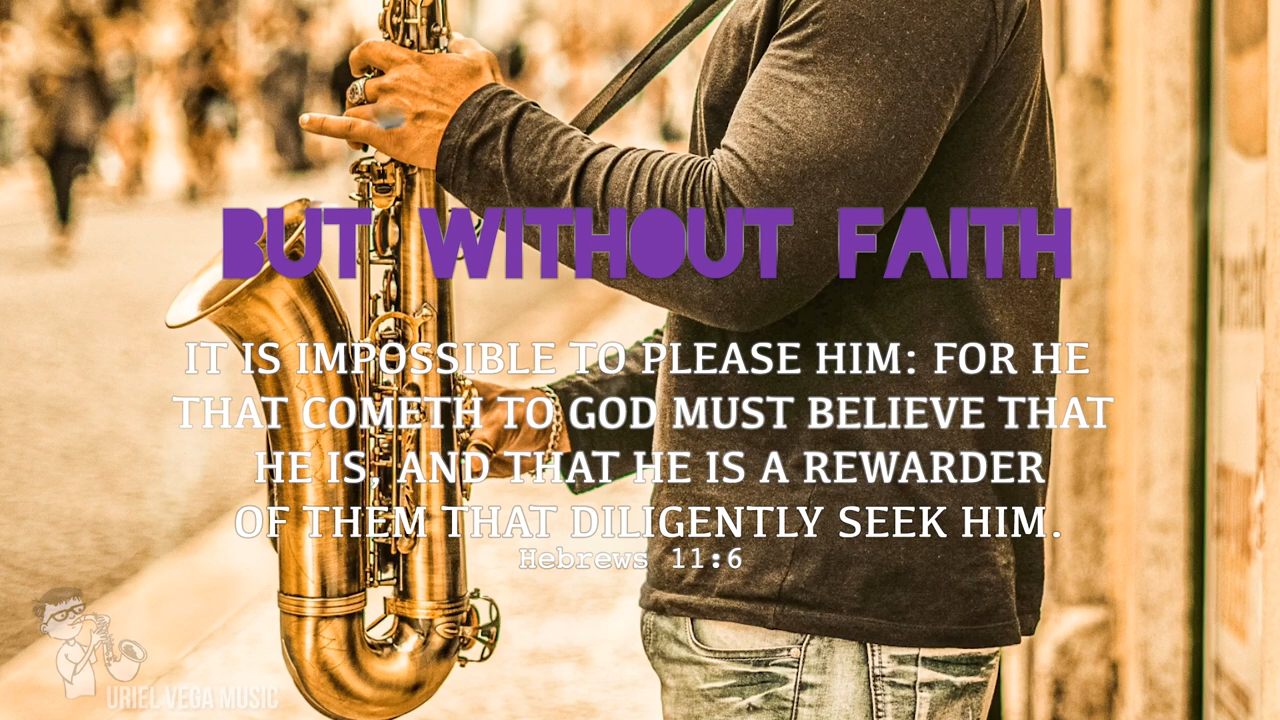 BUT WITHOUT FAITH
IT IS IMPOSSIBLE TO PLEASE HIM: FOR HE
THAT COMETH TO GOD MUST BELIEVE THAT
HE IS, AND THAT HE IS A REWARDER
OF THEM THAT DILIGENTLY SEEK HIM.
Hebrews 11:6
URIEL VEGA MUSIC